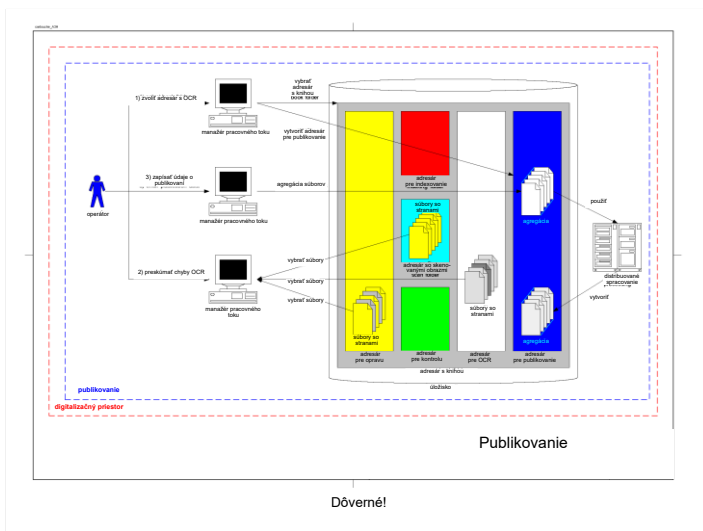 1) zvoliť adresár s OCR
vybrať
adresár
s knihou
book folder
manažér pracovného toku
vytvoriť adresár
pre publikovanie
3) zapísať údaje o
publikovaní
agregácia súborov
operátor
manažér pracovného toku
2) preskúmať chyby OCR
vybrať súbory
vybrať súbory
vybrať súbory
manažér pracovného
toku
adresár
pre indexovanie
súbory so
stranami
adresár so skeno-
vanými obrazmi
scan folder
súbory so
stranami
súbory so
stranami
agregácia
agregácia
použiť
distribuované
spracovanie
vytvoriť
adresár
pre opravu
adresár
pre kontrolu
adresár
pre OCR
adresár
pre publikovanie
adresár s knihou
úložisko
publikovanie
digitalizačný priestor
Publikovanie
Dôverné!